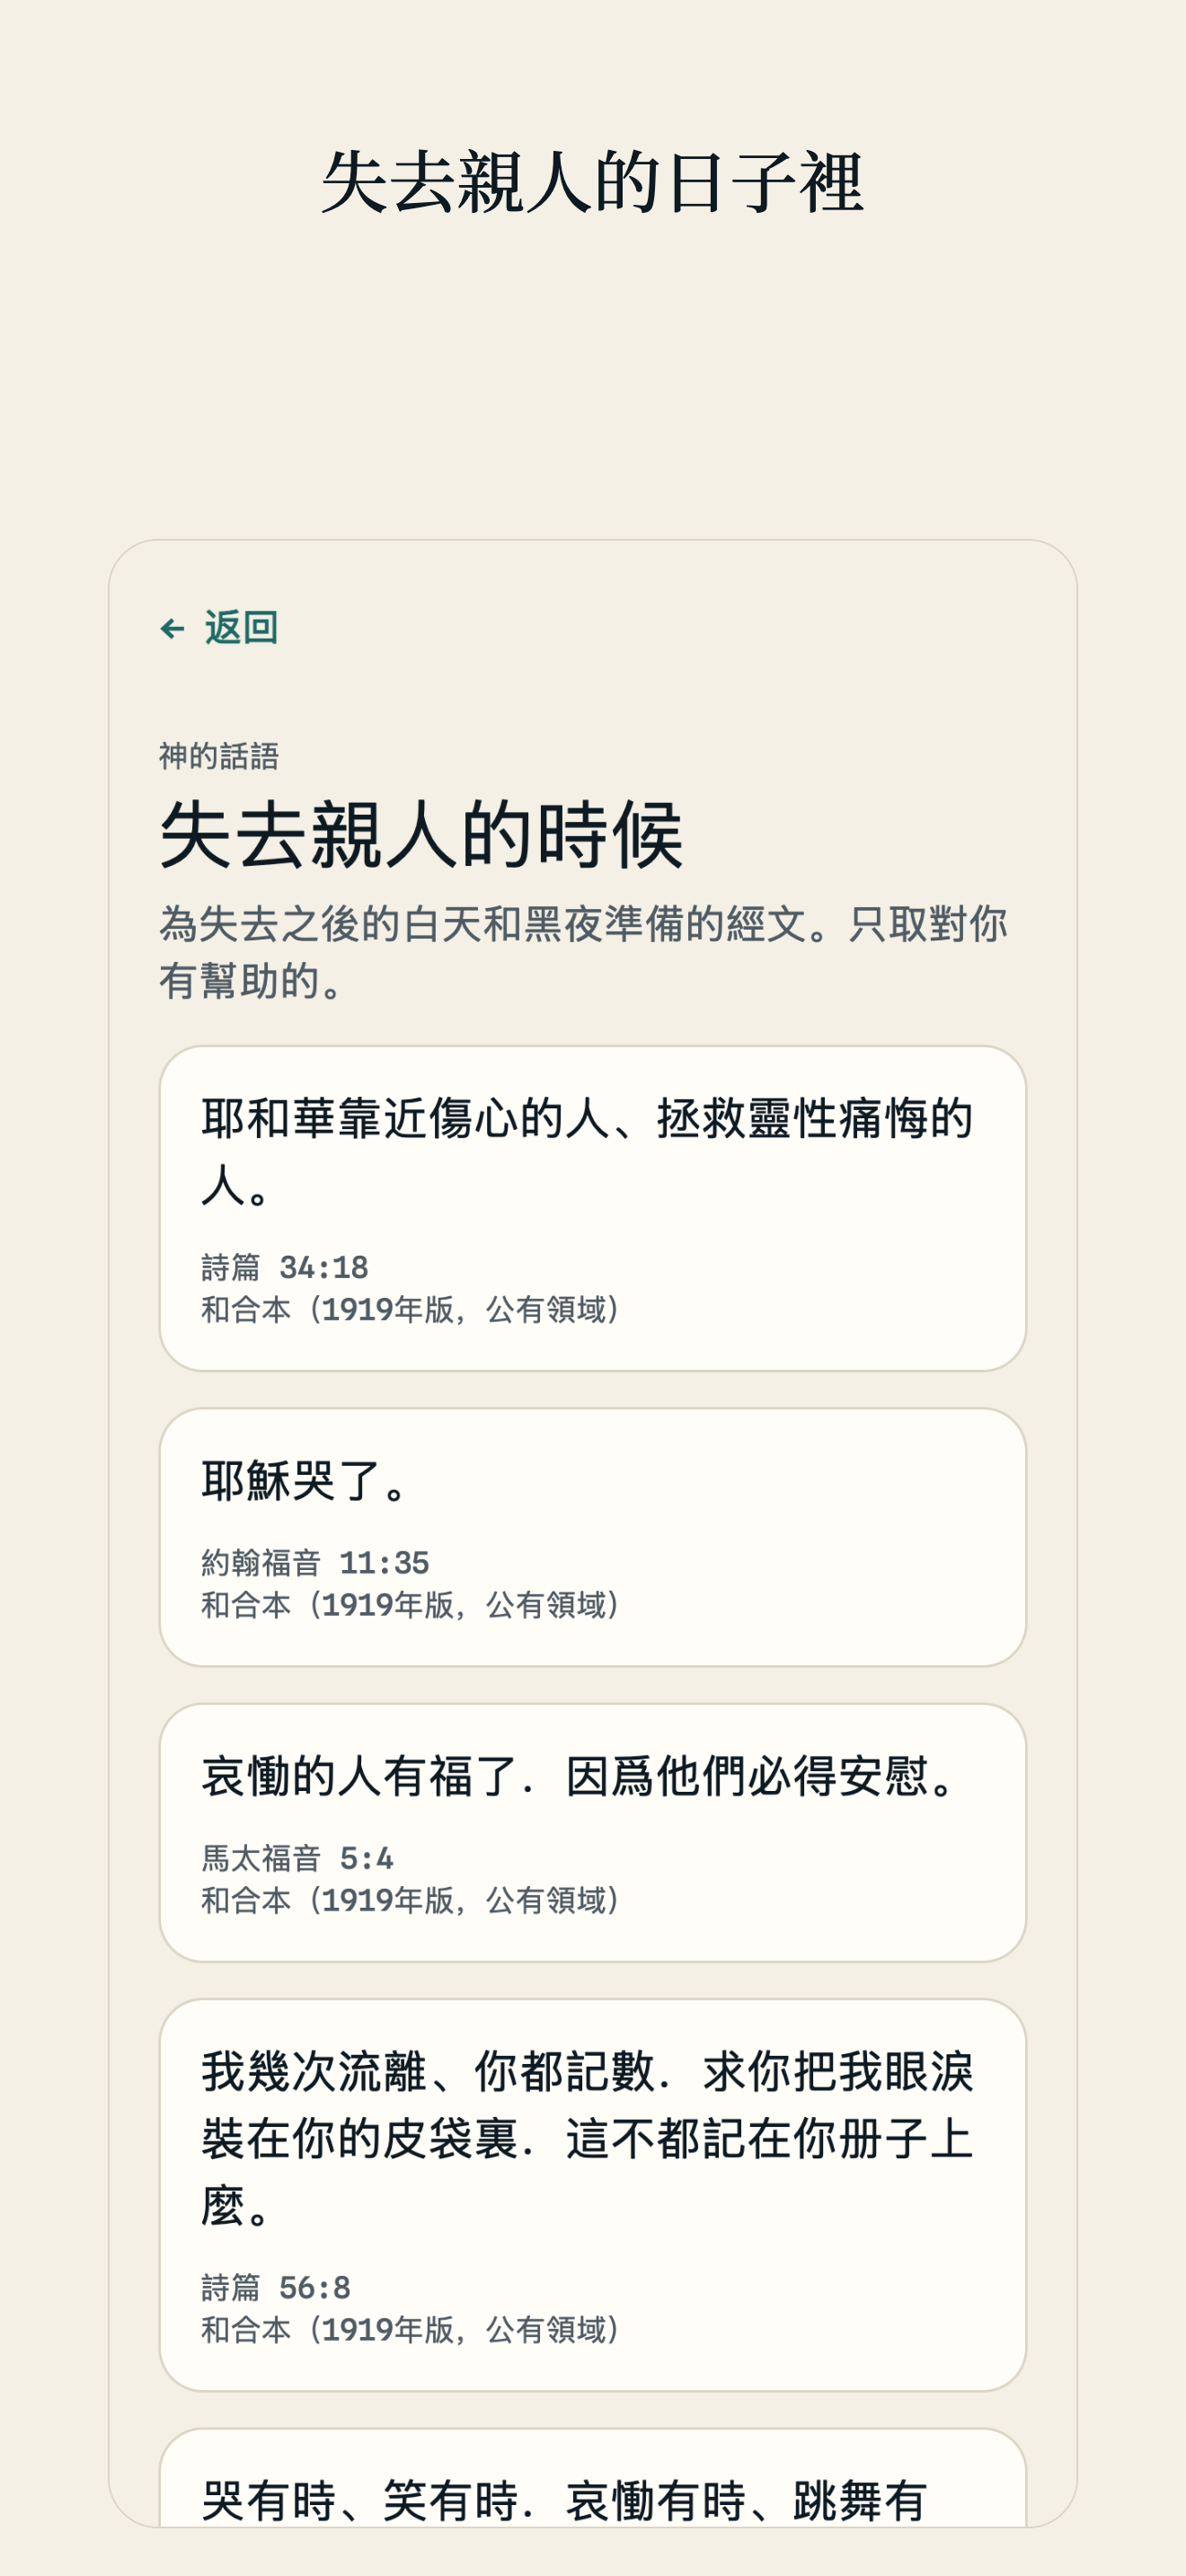 失去親人的日子裡
← 返回
神的話語
失去親人的時候
為失去之後的白天和黑夜準備的經文。只取對你
有幫助的。
耶和華靠近傷心的人、拯救靈性痛悔的
人。
詩篇 34:18
和合本（1919年版，公有領域）
耶穌哭了。
約翰福音 11:35
和合本（1919年版，公有領域）
哀慟的人有福了．因爲他們必得安慰。
馬太福音 5:4
和合本（1919年版，公有領域）
我幾次流離、你都記數．求你把我眼淚
裝在你的皮袋裏．這不都記在你册子上
麼。
詩篇 56:8
和合本（1919年版，公有領域）
哭有時、笑有時．哀慟有時、跳舞有